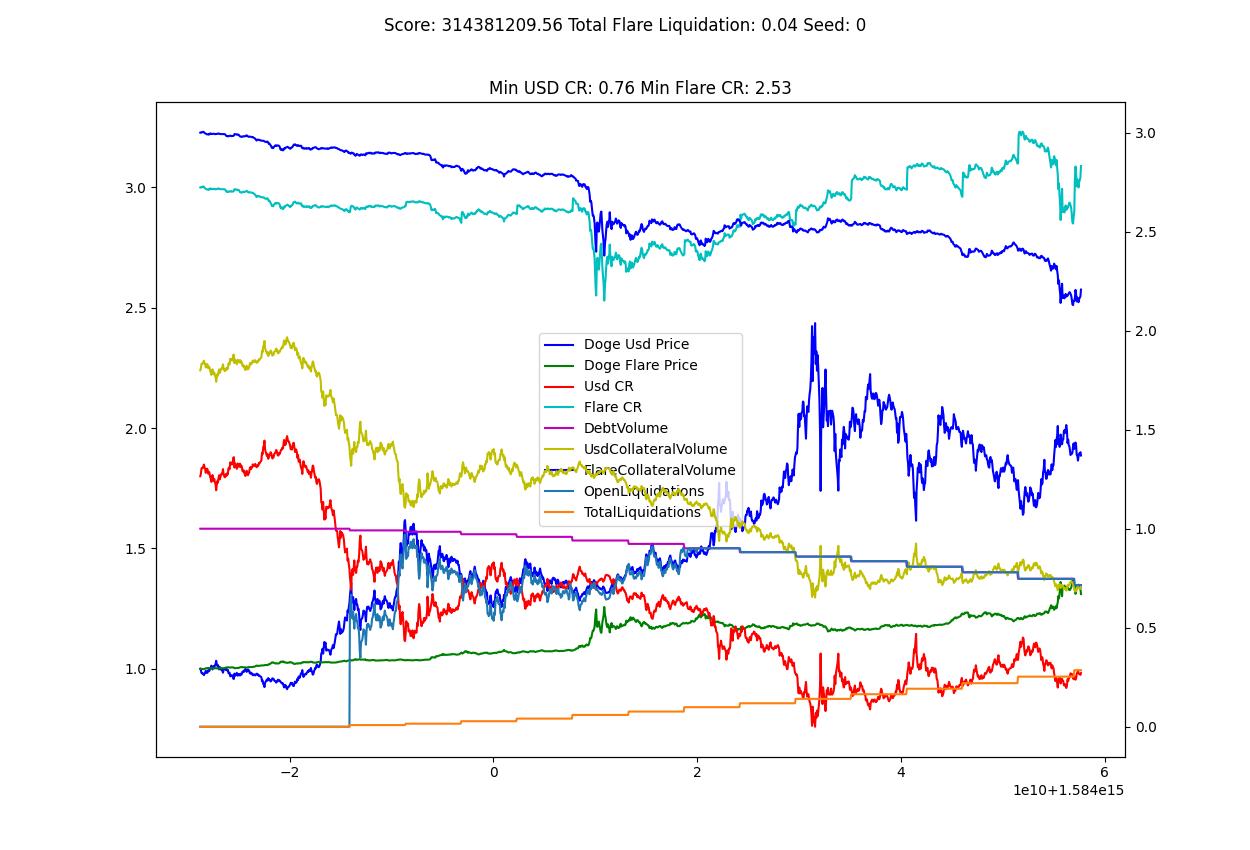 Score: 314381209.56 Total Flare Liquidation: 0.04 Seed: 0
Min USD CR: 0.76 Min Flare CR: 2.53
3.0
2.5
2.0
1.5
1.0
3.0
2.5
2.0
1.5
1.0
0.5
0.0
Doge Usd Price
Doge Flare Price
Usd CR
Flare CR
DebtVolume
UsdCollateralVolume
FlareCollateralVolume
OpenLiquidations
TotalLiquidations
−2
0
2
4
6
1e10+1.584e15